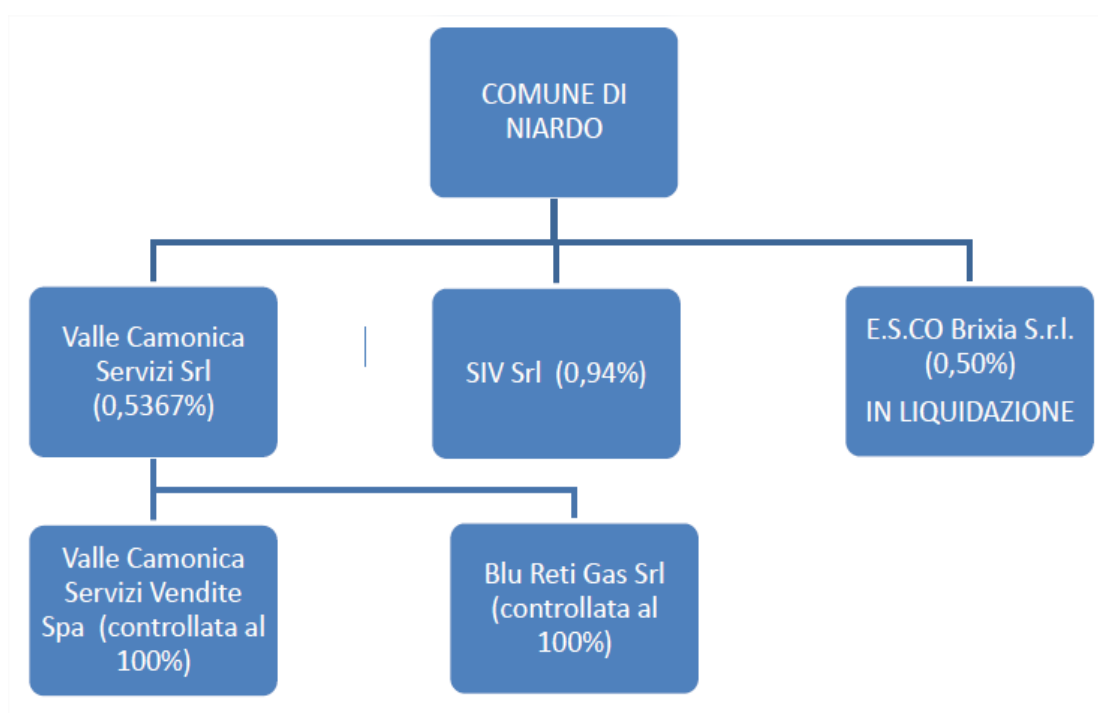 COMUNE DI
NIARDO
Valle Camonica
Servizi Srl
(0,5367%)
SIV Srl (0,94%)
E.S.CO Brixia S.r.l.
(0,50%)
IN LIQUIDAZIONE
Valle Camonica
Servizi Vendite
Spa (controllata al
100%)
Blu Reti Gas Srl
(controllata al
100%)